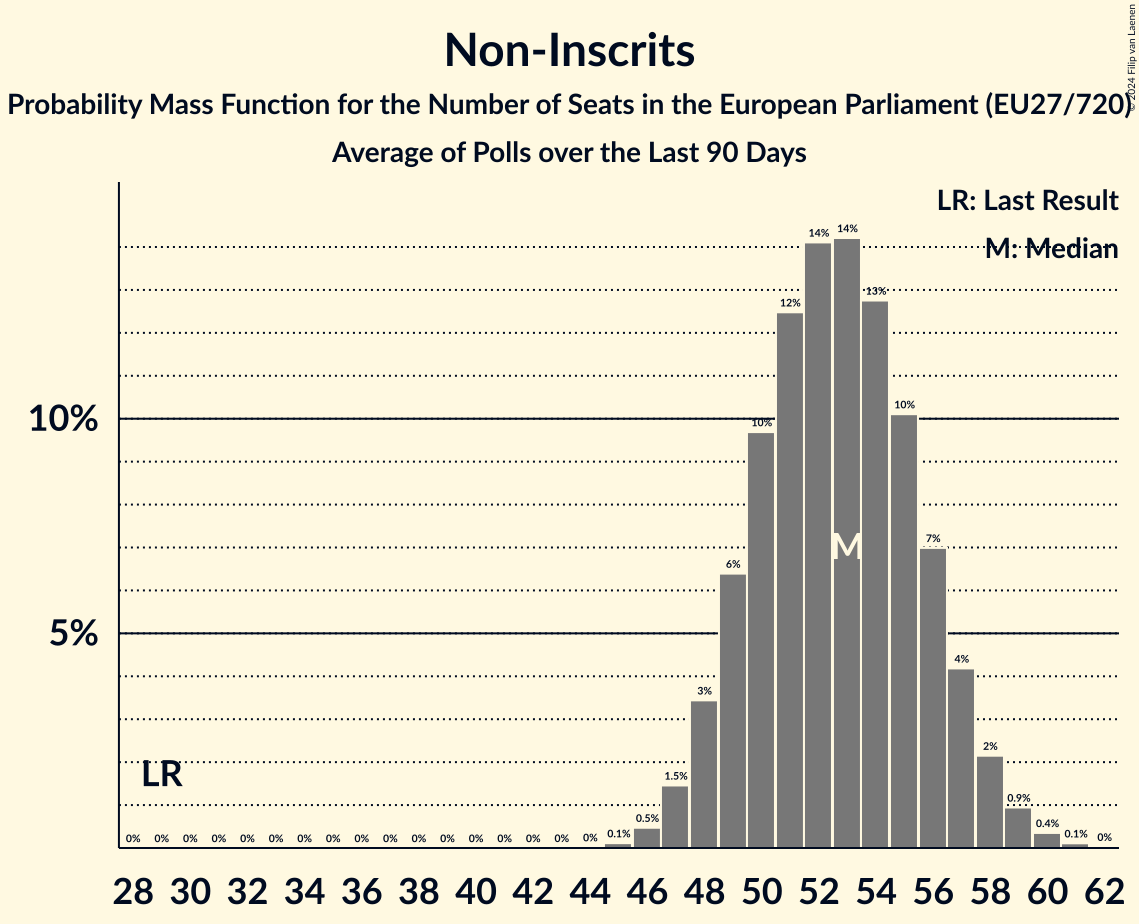 Non-Inscrits
Probability Mass Function for the Number of Seats in the European Parliament (EU27/720)
Average of Polls over the Last 90 Days
© 2024 Filip van Laenen
LR: Last Result
M: Median
14% 14%
13%
12%
10% 10% 10%
M
7%
6%
5%
4%
3%
2%
LR
1.5%
0.9%
0.5% 0.4%
0% 0% 0% 0% 0% 0% 0% 0% 0% 0% 0% 0% 0% 0% 0% 0% 0% 0.1% 0.1% 0%
28 30 32 34 36 38 40 42 44 46 48 50 52 54 56 58 60 62